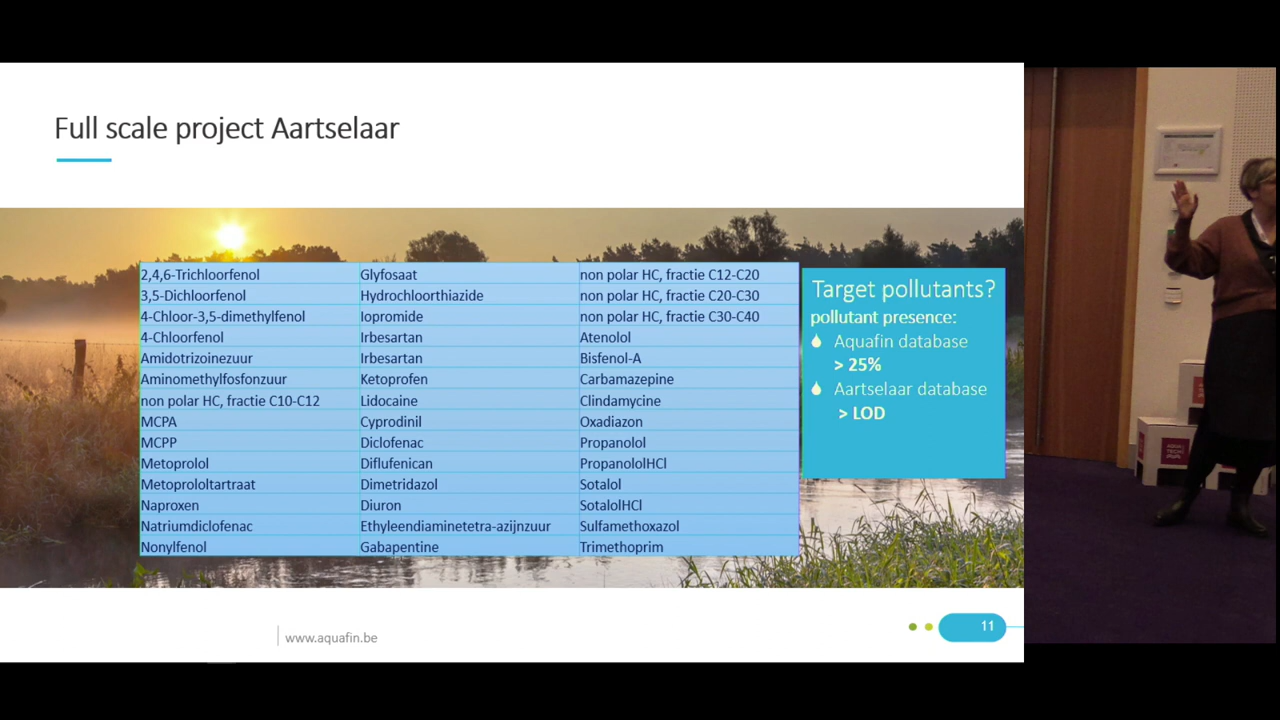 Full scale project Aartselaar
2,4,6-Trichloorfenol Glyfosaat non polar HC, fractie C12-C20
3,5-Dichloorfenol Hydrochloorthiazide non polar HC, fractie C20-C30
4-Chloor-3,5-dimethylfenol Iopromide non polar HC, fractie C30-C40
4-Chloorfenol Irbesartan Atenolol
Amidotrizoinezuur Irbesartan Bisfenol-A
Aminomethylfosfonzuur Ketoprofen Carbamazepine
non polar HC, fractie C10-C12 Lidocaine Clindamycine
MCPA Cyprodinil Oxadiazon
MCPP Diclofenac Propanolol
Metoprolol Diflufenican PropanololHCl
Metoprololtartraat Dimetridazol Sotalol
Naproxen Diuron SotalolHCl
Natriumdiclofenac Ethyleendiaminetetra-azijnzuur Sulfamethoxazol
Nonylfenol Gabapentine Trimethoprim
Target pollutants?
pollutant presence:
Aquafin database
> 25%
Aartselaar database
> LOD
www.aquafin.be
11
AQUA
TECH